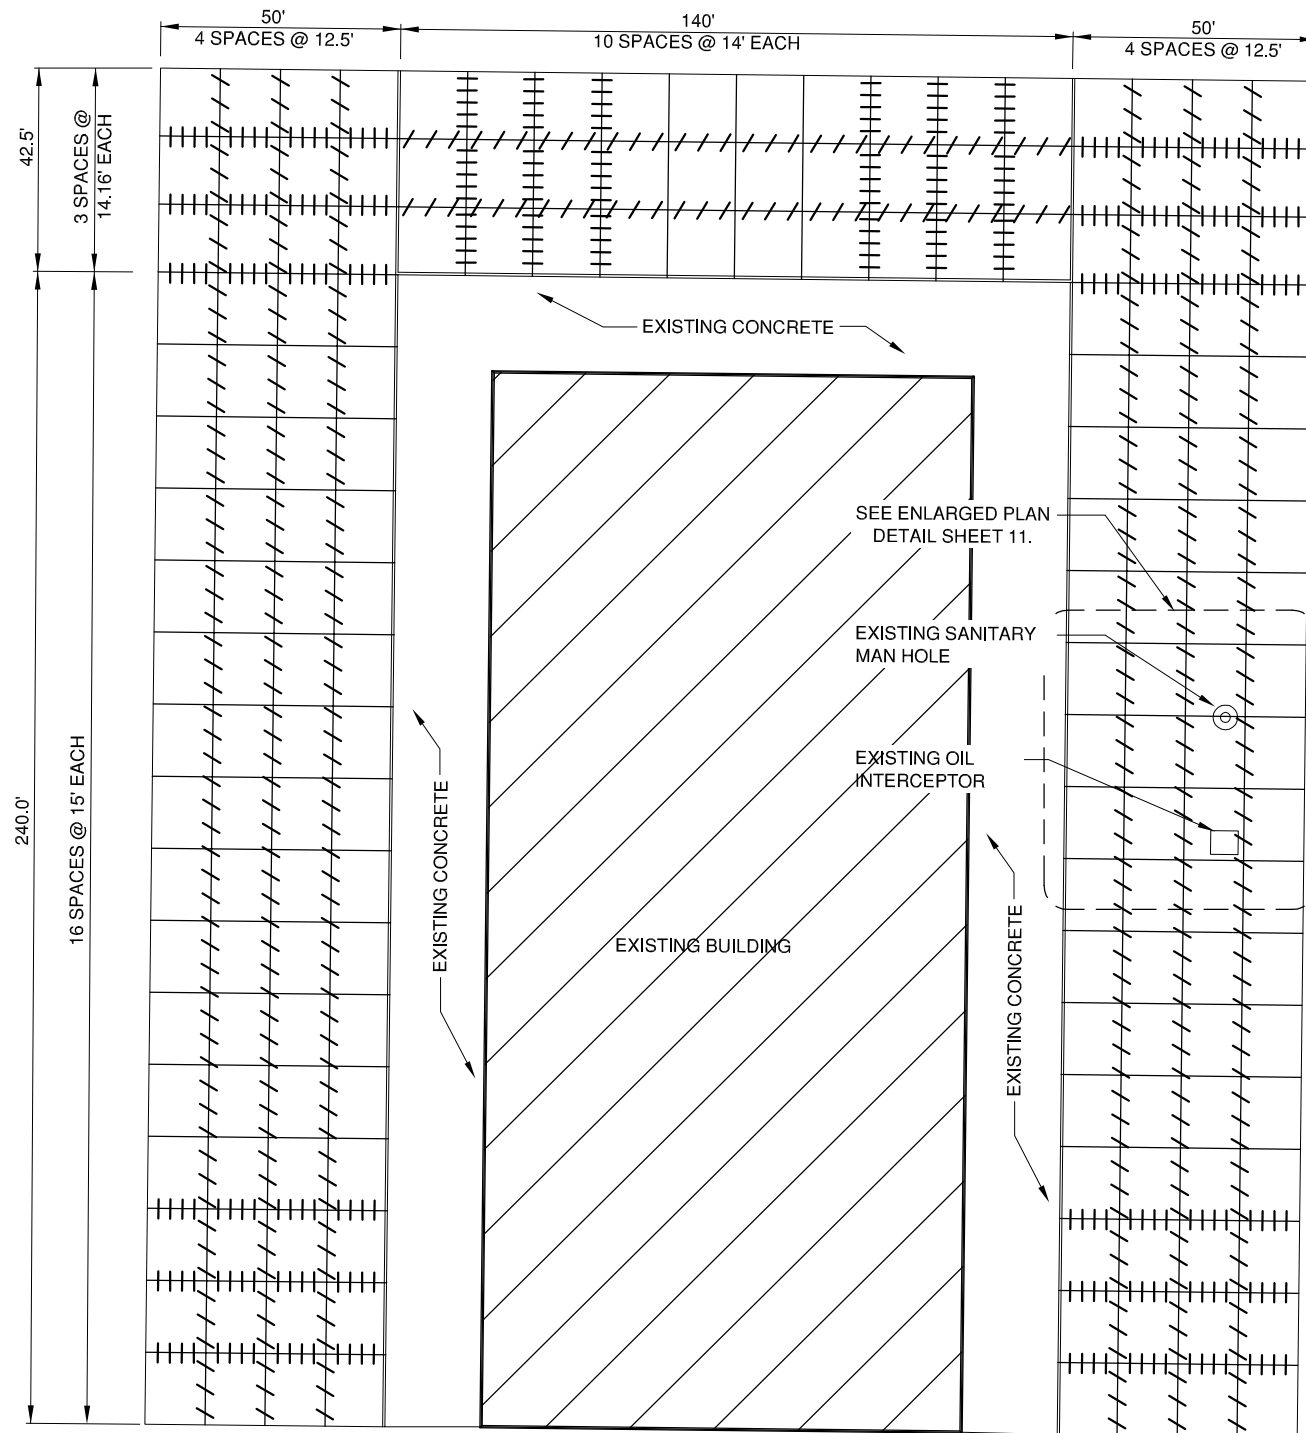 50'
4 SPACES @ 12.5'
140'
10 SPACES @ 14' EACH
50'
4 SPACES @ 12.5'
42.5'
3 SPACES @
14.16' EACH
EXISTING CONCRETE
SEE ENLARGED PLAN
DETAIL SHEET 11.
EXISTING SANITARY
MAN HOLE
EXISTING OIL
INTERCEPTOR
240.0'
16 SPACES @ 15' EACH
EXISTING CONCRETE
EXISTING BUILDING
EXISTING CONCRETE